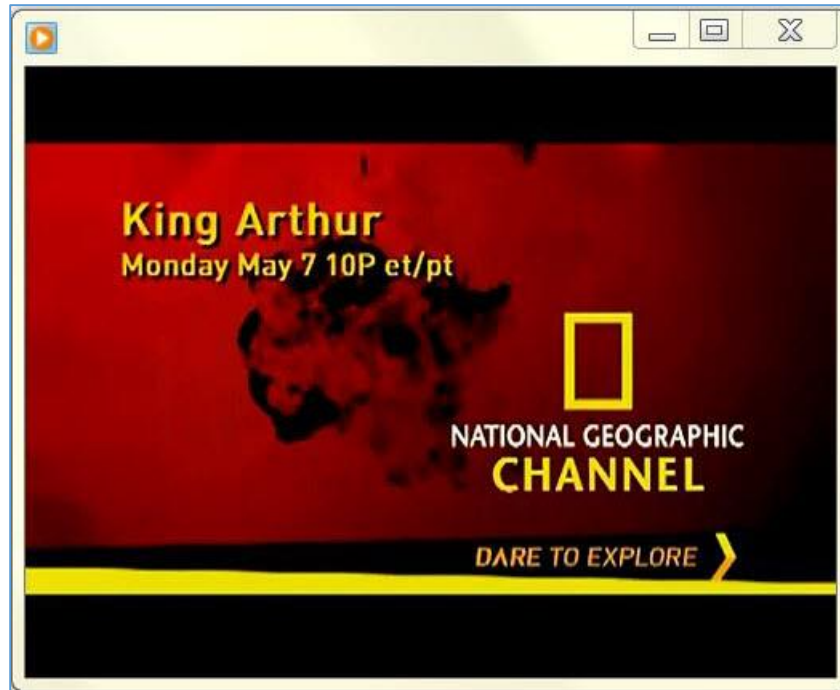 King Arthur
Monday May 7 10P et/pt
NATIONAL GEOGRAPHIC
CHANNEL
DARE TO EXPLORE